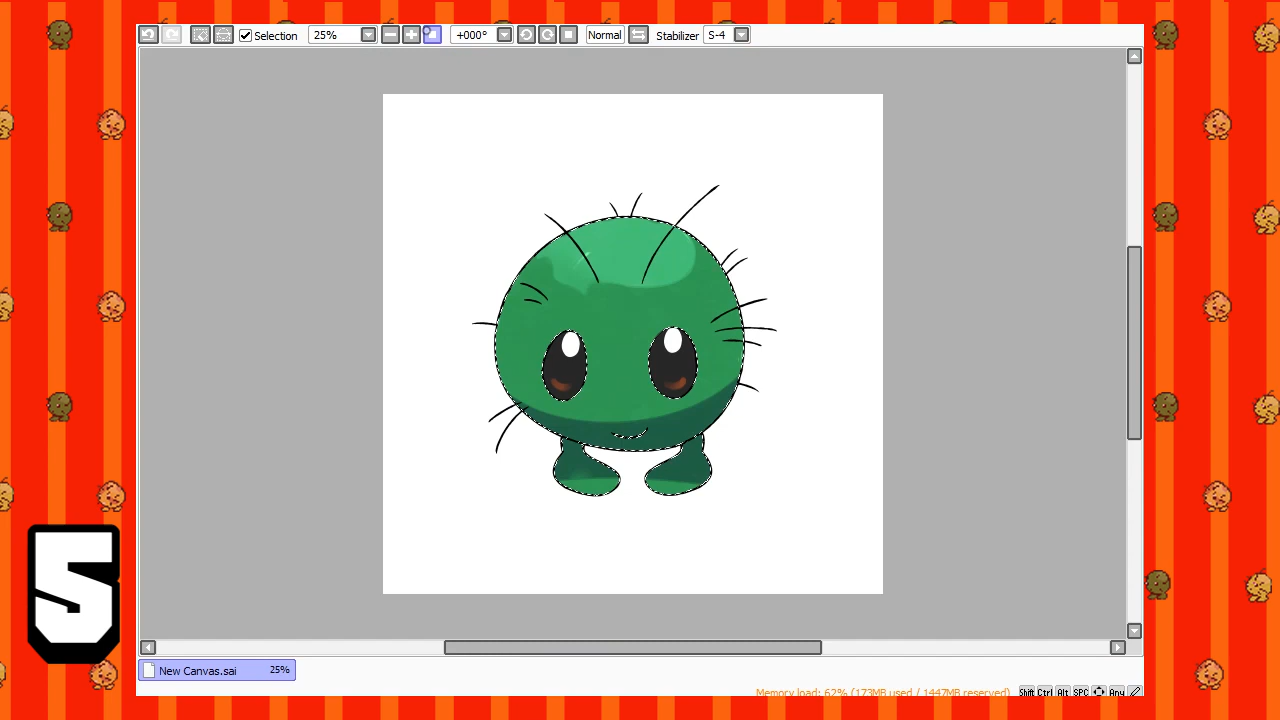 Selection 25% +000° Normal Stabilizer S-4
5
New Canvas.sai 25%
Memory load: 62% (173MB used / 1447MB reserved) Shift Ctrl Alt SPC Any